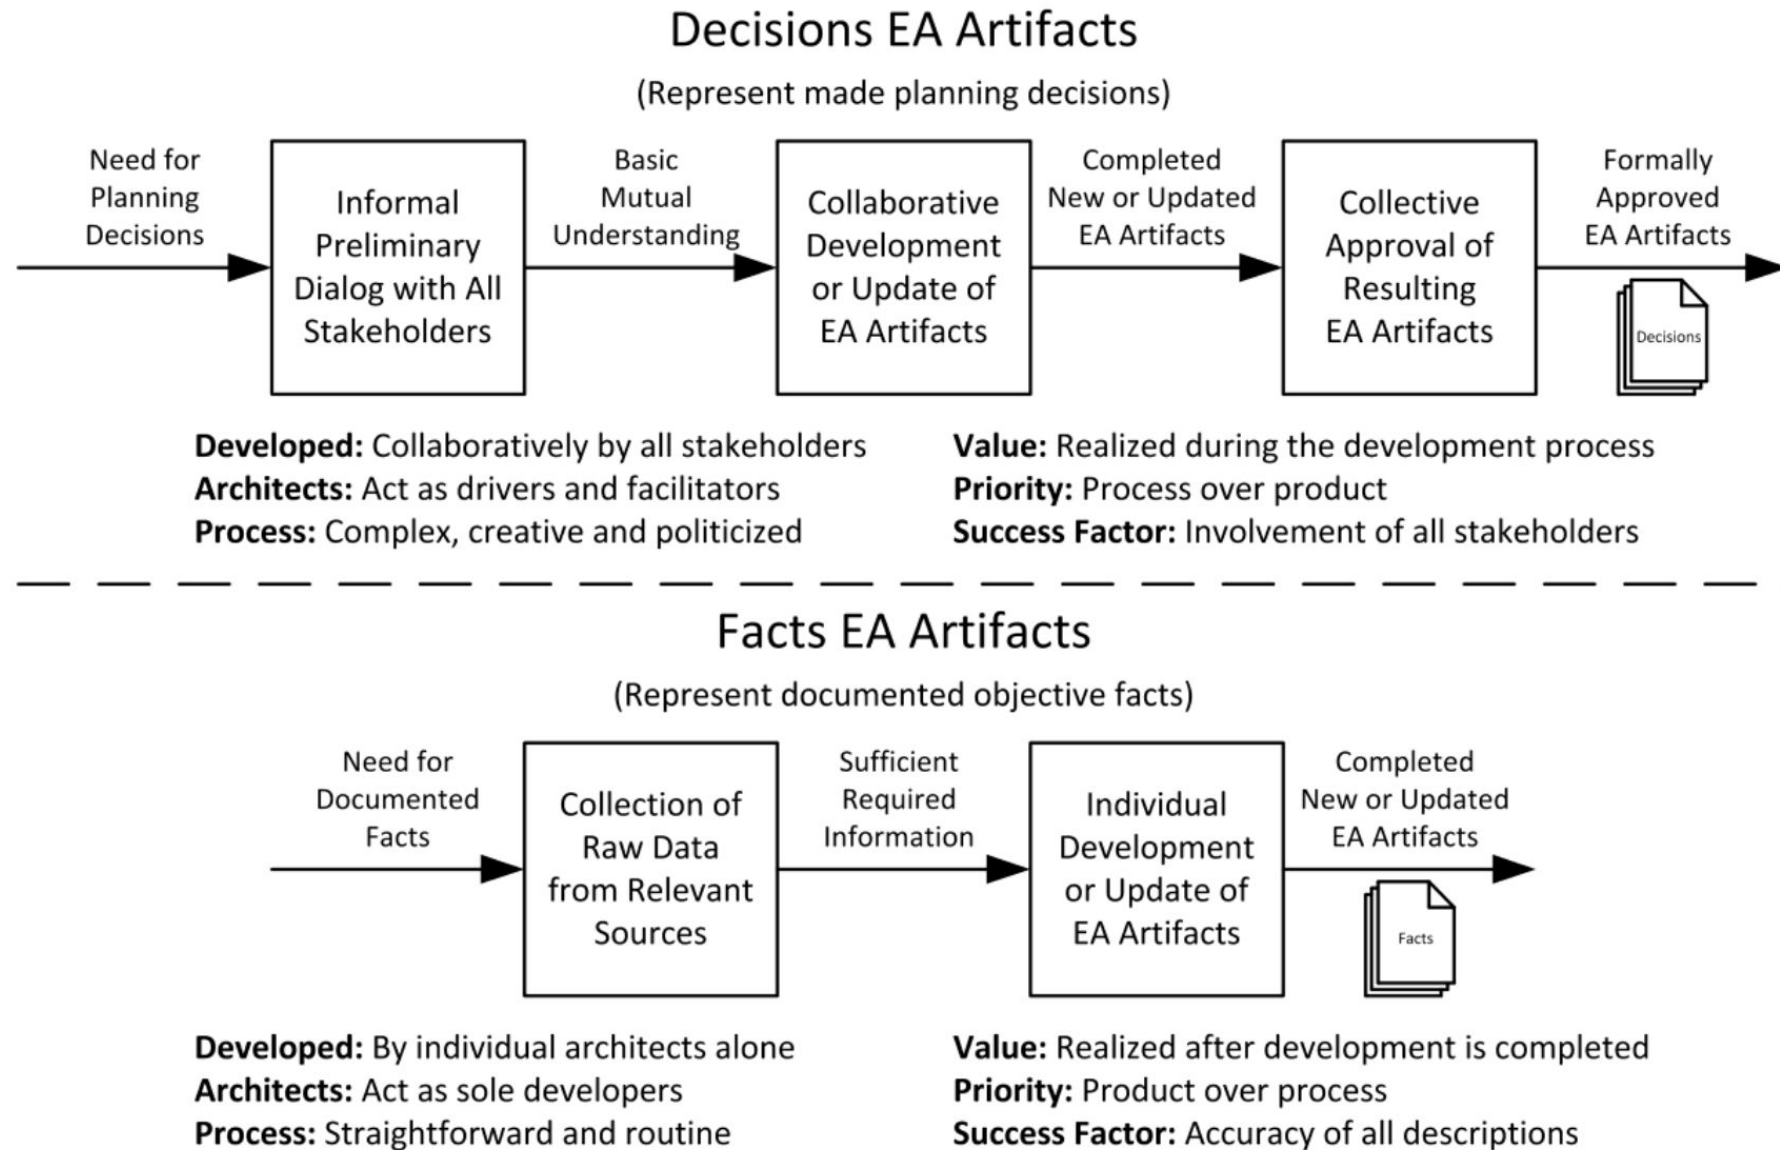 Decisions EA Artifacts
(Represent made planning decisions)
Need for
Planning
Decisions
Informal
Preliminary
Dialog with All
Stakeholders
Basic
Mutual
Understanding
Collaborative
Development
or Update of
EA Artifacts
Completed
New or Updated
EA Artifacts
Collective
Approval of
Resulting
EA Artifacts
Formally
Approved
EA Artifacts
Decisions
Developed: Collaboratively by all stakeholders
Architects: Act as drivers and facilitators
Process: Complex, creative and politicized
Value: Realized during the development process
Priority: Process over product
Success Factor: Involvement of all stakeholders
Facts EA Artifacts
(Represent documented objective facts)
Need for
Documented
Facts
Collection of
Raw Data
from Relevant
Sources
Sufficient
Required
Information
Individual
Development
or Update of
EA Artifacts
Completed
New or Updated
EA Artifacts
Facts
Developed: By individual architects alone
Architects: Act as sole developers
Process: Straightforward and routine
Value: Realized after development is completed
Priority: Product over process
Success Factor: Accuracy of all descriptions